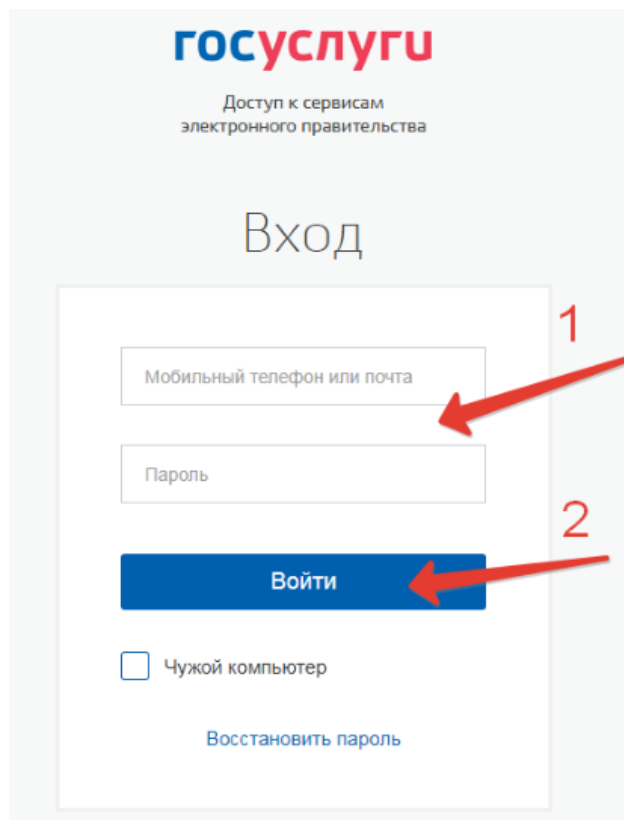 госуслуги
Доступ к сервисам
электронного правительства
Вход
1
Мобильный телефон или почта
Пароль
2
Войти
Чужой компьютер
Восстановить пароль